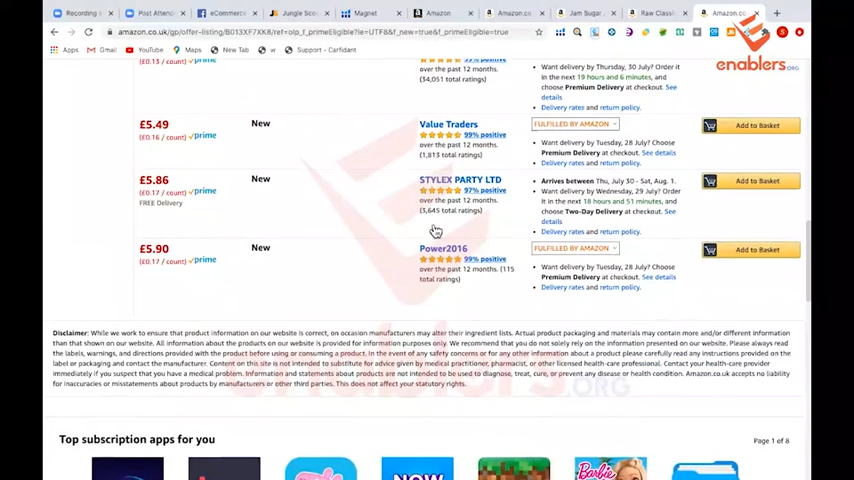 Recording
Post Attend
eCommerce
Jungle Sco
Magnet
Amazon
Amazon.co
Jam Sugar
Raw Classic
Amazon.co
amazon.co.uk/gp/offer-listing/B013XF7XK8/ref=olp_f_primeEligible?ie=UTF8&f_new=true&f_primeEligible=true
Apps
Gmail
YouTube
Maps
New Tab
Support - Carfidant
enablers.ORG
(£0.13 / count) prime
(34,051 total ratings)
Want delivery by Thursday, 30 July? Order it
in the next 19 hours and 6 minutes, and
choose Premium Delivery at checkout. See
details
Delivery rates and return policy.
£5.49
(£0.16 / count) prime
New
Value Traders
99% positive
over the past 12 months.
(1,813 total ratings)
FULFILLED BY AMAZON
Want delivery by Tuesday, 28 July? Choose
Premium Delivery at checkout. See details
Delivery rates and return policy.
Add to Basket
£5.86
(£0.17 / count) prime
FREE Delivery
New
STYLEX PARTY LTD
97% positive
over the past 12 months.
(3,645 total ratings)
Arrives between Thu, July 30 - Sat, Aug. 1.
Want delivery by Wednesday, 29 July? Order
it in the next 18 hours and 51 minutes, and
choose Two-Day Delivery at checkout. See
details
Delivery rates and return policy.
Add to Basket
£5.90
(£0.17 / count) prime
New
Power2016
99% positive
over the past 12 months. (115
total ratings)
FULFILLED BY AMAZON
Want delivery by Tuesday, 28 July? Choose
Premium Delivery at checkout. See details
Delivery rates and return policy.
Add to Basket
Disclaimer: While we work to ensure that product information on our website is correct, on occasion manufacturers may alter their ingredient lists. Actual product packaging and materials may contain more and/or different information
than that shown on our website. All information about the products on our website is provided for information purposes only. We recommend that you do not solely rely on the information presented on our website. Please always read
the labels, warnings, and directions provided with the product before using or consuming a product. In the event of any safety concerns or for any other information about a product please carefully read any instructions provided on the
label or packaging and contact the manufacturer. Content on this site is not intended to substitute for advice given by medical practitioner, pharmacist, or other licensed health-care professional. Contact your health-care provider
immediately if you suspect that you have a medical problem. Information and statements about products are not intended to be used to diagnose, treat, cure, or prevent any disease or health condition. Amazon.co.uk accepts no liability
for inaccuracies or misstatements about products by manufacturers or other third parties. This does not affect your statutory rights.
enablers.ORG
Top subscription apps for you
Page 1 of 8
NOW
Barbie